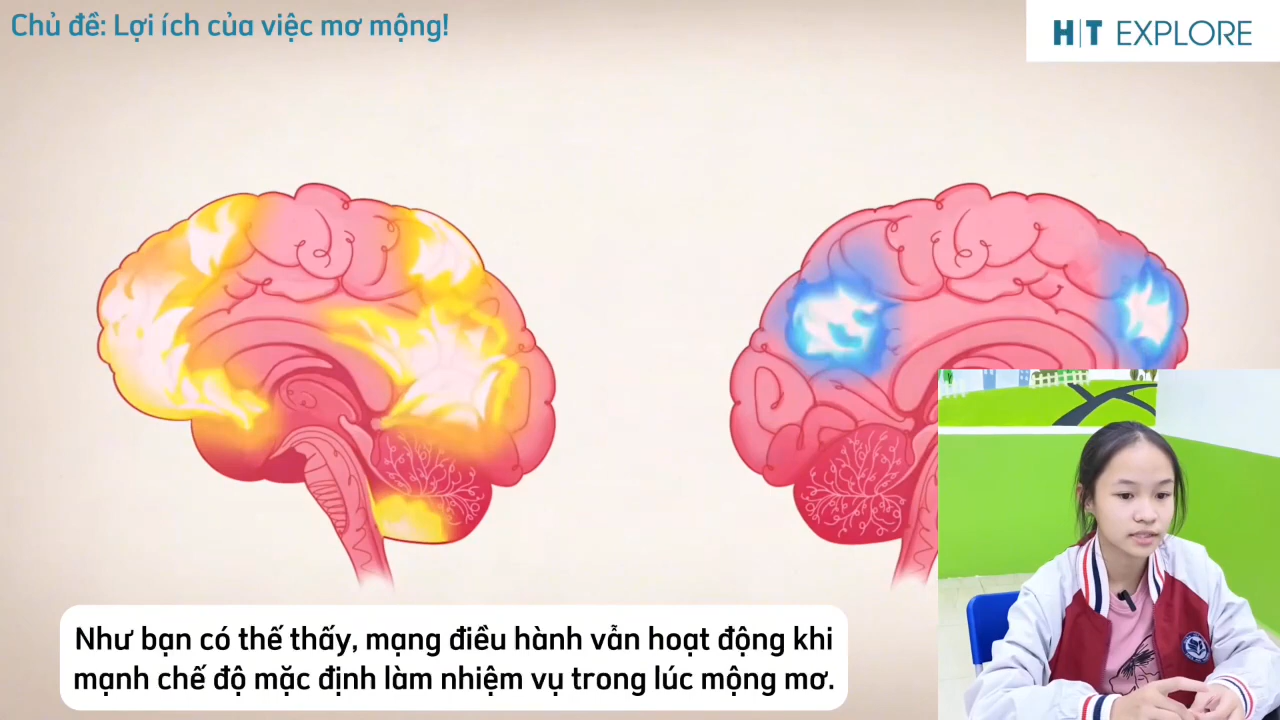 Chủ đề: Lợi ích của việc mơ mộng!
H|T EXPLORE
Như bạn có thế thấy, mạng điều hành vẫn hoạt động khi
mạnh chế độ mặc định làm nhiệm vụ trong lúc mộng mơ.